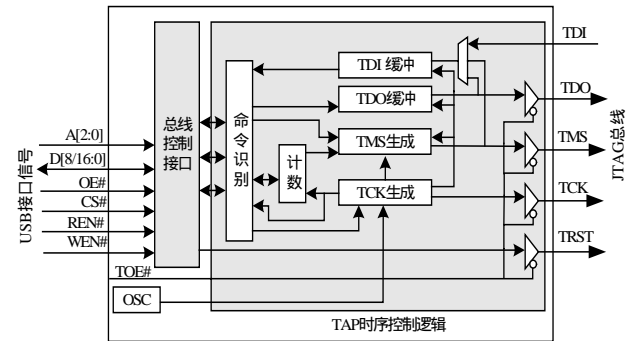 USB接口信号
A[2:0]
D[8/16:0]
OE#
CS#
REN#
WEN#
TOE#
OSC
总线
控制
接口
命令识别
计数
TDI 缓冲
TDO缓冲
TMS生成
TCK生成
TAP时序控制逻辑
TDI
TDO
TMS
TCK
TRST
JTAG总线